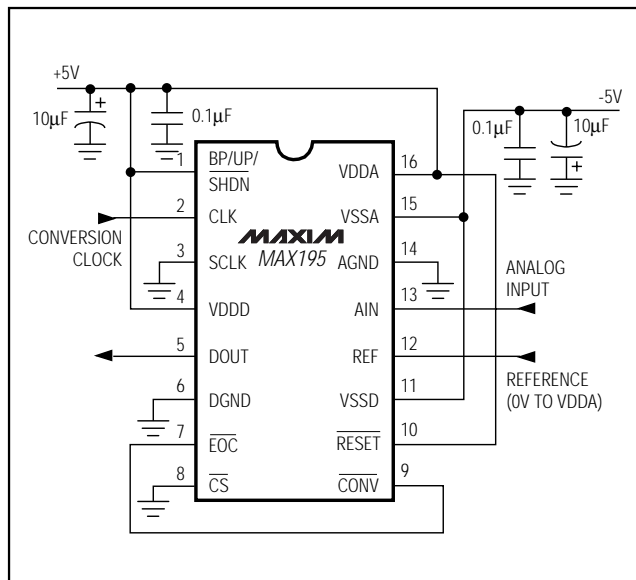 +5V
10μF
+
0.1μF
-5V
0.1μF
10μF
+
1
BP/UP/
SHDN
VDDA
16
2
CLK
VSSA
15
CONVERSION
CLOCK
MAXIM
MAX195
3
SCLK
AGND
14
ANALOG
INPUT
4
VDDD
AIN
13
5
DOUT
REF
12
REFERENCE
(0V TO VDDA)
6
DGND
VSSD
11
7
EOC
RESET
10
8
CS
CONV
9